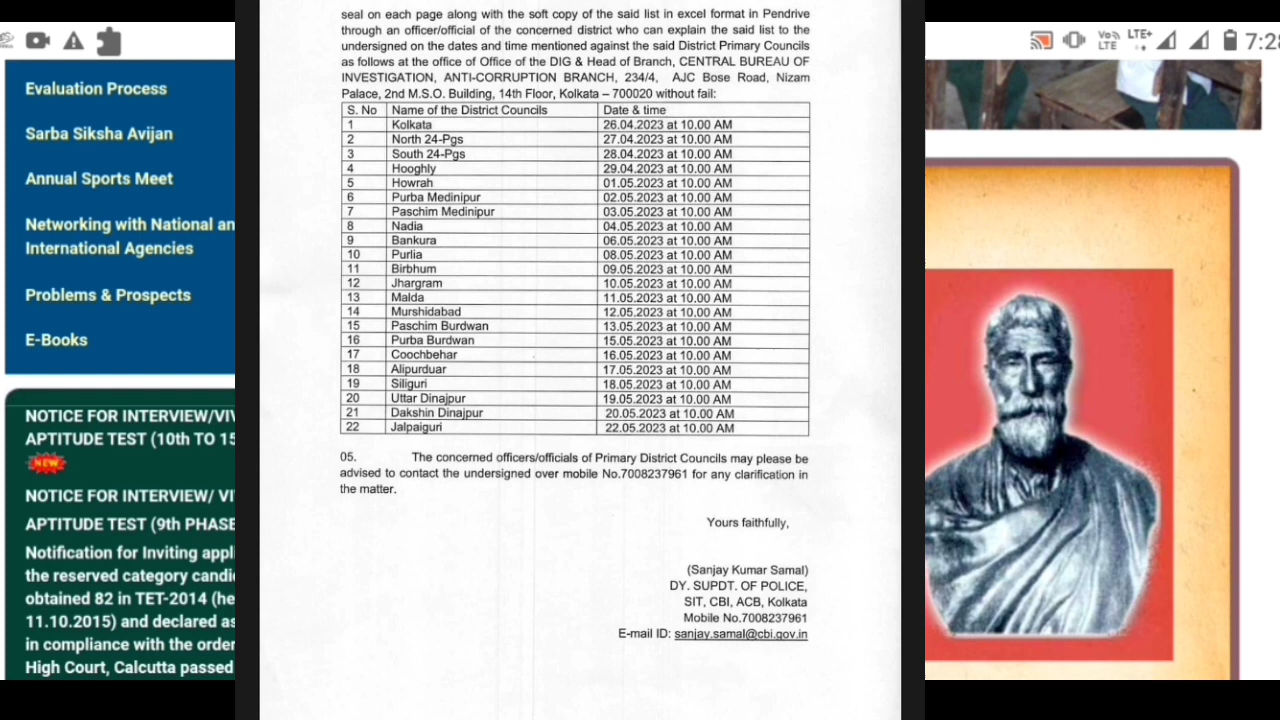 VoD LTE LTE+ 7:28
Evaluation Process
Sarba Siksha Avijan
Annual Sports Meet
Networking with National an
International Agencies
Problems & Prospects
E-Books
NOTICE FOR INTERVIEW/VIV
APTITUDE TEST (10th TO 15
NEW
NOTICE FOR INTERVIEW/ VI
APTITUDE TEST (9th PHASE
Notification for Inviting appl
the reserved category candi
obtained 82 in TET-2014 (he
11.10.2015) and declared as
in compliance with the order
High Court, Calcutta passed
seal on each page along with the soft copy of the said list in excel format in Pendrive
through an officer/official of the concerned district who can explain the said list to the
undersigned on the dates and time mentioned against the said District Primary Councils
as follows at the office of Office of the DIG & Head of Branch, CENTRAL BUREAU OF
INVESTIGATION, ANTI-CORRUPTION BRANCH, 234/4, AJC Bose Road, Nizam
Palace, 2nd M.S.O. Building, 14th Floor, Kolkata – 700020 without fail:
S. No Name of the District Councils Date & time
1 Kolkata 26.04.2023 at 10.00 AM
2 North 24-Pgs 27.04.2023 at 10.00 AM
3 South 24-Pgs 28.04.2023 at 10.00 AM
4 Hooghly 29.04.2023 at 10.00 AM
5 Howrah 01.05.2023 at 10.00 AM
6 Purba Medinipur 02.05.2023 at 10.00 AM
7 Paschim Medinipur 03.05.2023 at 10.00 AM
8 Nadia 04.05.2023 at 10.00 AM
9 Bankura 06.05.2023 at 10.00 AM
10 Purlia 08.05.2023 at 10.00 AM
11 Birbhum 09.05.2023 at 10.00 AM
12 Jhargram 10.05.2023 at 10.00 AM
13 Malda 11.05.2023 at 10.00 AM
14 Murshidabad 12.05.2023 at 10.00 AM
15 Paschim Burdwan 13.05.2023 at 10.00 AM
16 Purba Burdwan 15.05.2023 at 10.00 AM
17 Coochbehar 16.05.2023 at 10.00 AM
18 Alipurduar 17.05.2023 at 10.00 AM
19 Siliguri 18.05.2023 at 10.00 AM
20 Uttar Dinajpur 19.05.2023 at 10.00 AM
21 Dakshin Dinajpur 20.05.2023 at 10.00 AM
22 Jalpaiguri 22.05.2023 at 10.00 AM
05. The concerned officers/officials of Primary District Councils may please be
advised to contact the undersigned over mobile No.7008237961 for any clarification in
the matter.
Yours faithfully,
(Sanjay Kumar Samal)
DY. SUPDT. OF POLICE,
SIT, CBI, ACB, Kolkata
Mobile No.7008237961
E-mail ID: sanjay.samal@cbi.gov.in